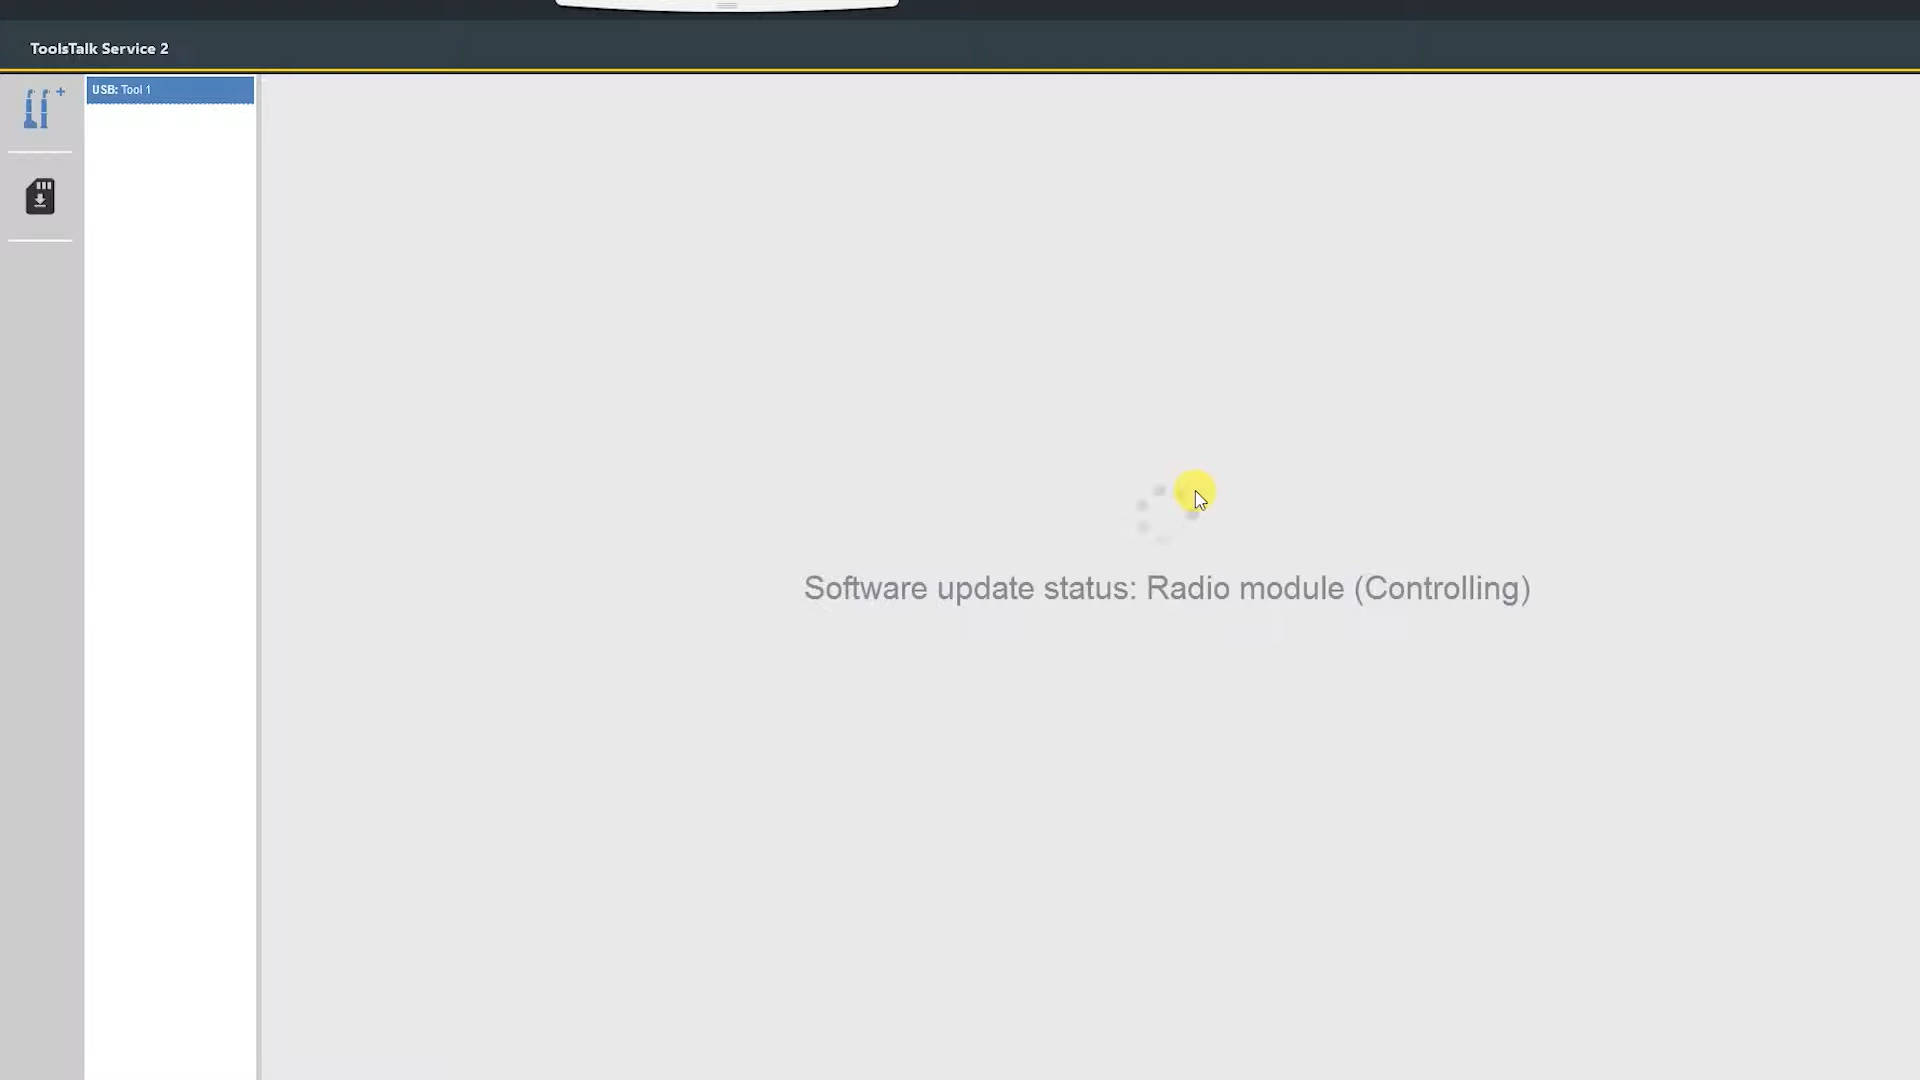 ToolsTalk Service 2
USB: Tool 1
Software update status: Radio module (Controlling)